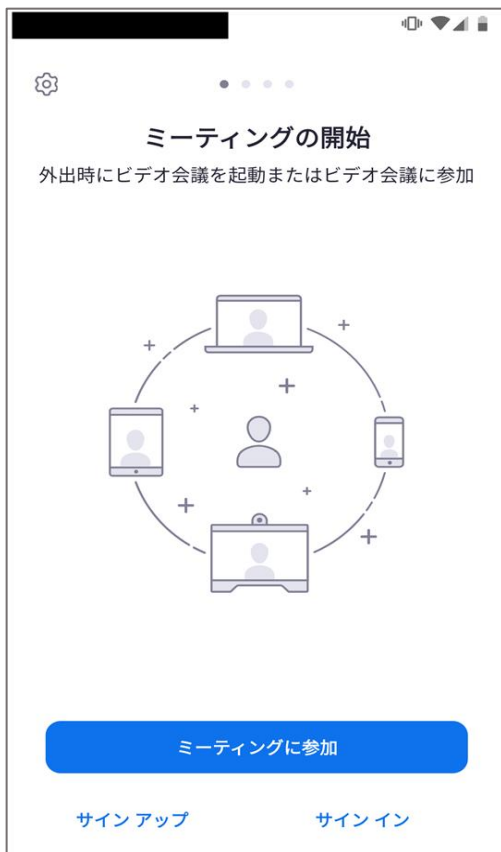 ミーティングの開始
外出時にビデオ会議を起動またはビデオ会議に参加
ミーティングに参加
サイン アップ
サイン イン